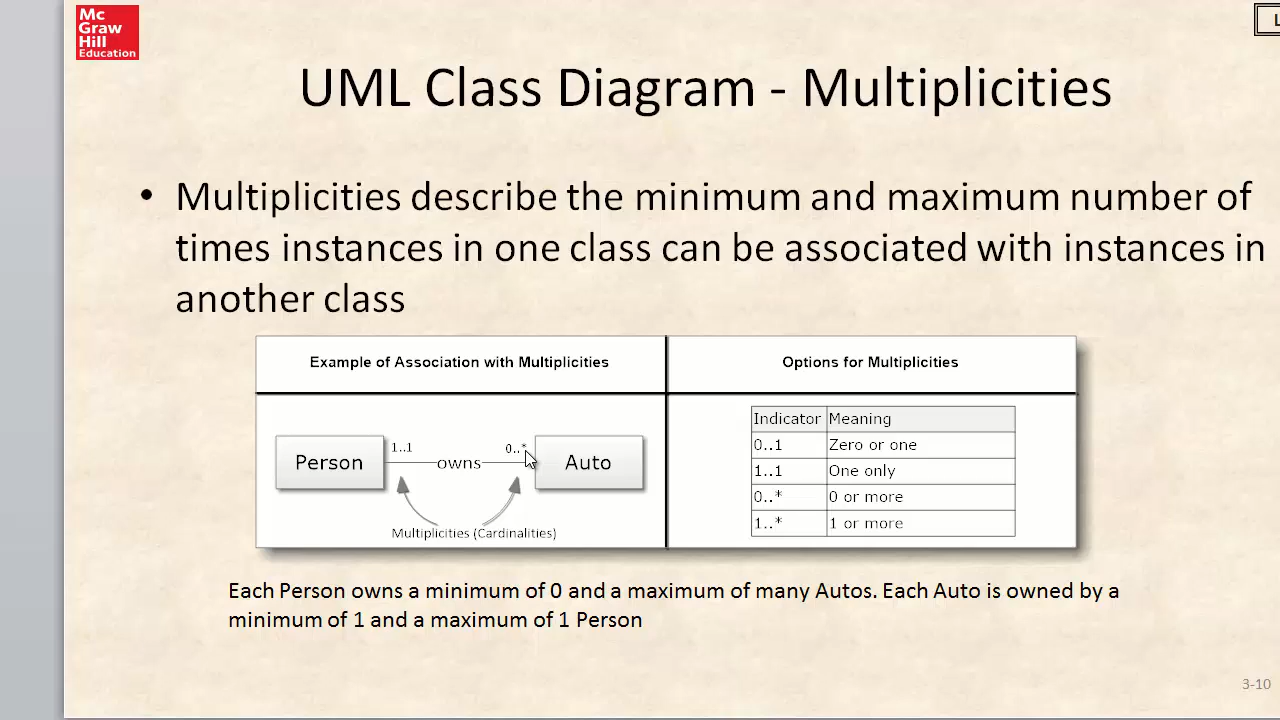 Mc
Graw
Hill
Education
L
UML Class Diagram - Multiplicities
• Multiplicities describe the minimum and maximum number of
times instances in one class can be associated with instances in
another class
Example of Association with Multiplicities
Options for Multiplicities
Person
1..1
owns
0..*
Auto
Multiplicities (Cardinalities)
Indicator Meaning
0..1 Zero or one
1..1 One only
0..* 0 or more
1..* 1 or more
Each Person owns a minimum of 0 and a maximum of many Autos. Each Auto is owned by a
minimum of 1 and a maximum of 1 Person
3-10